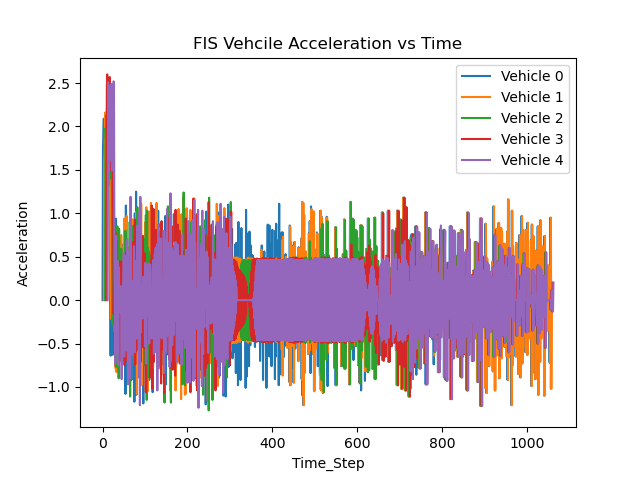 FIS Vehcile Acceleration vs Time
Vehicle 0
Vehicle 1
Vehicle 2
Vehicle 3
Vehicle 4
2.5
2.0
1.5
1.0
0.5
0.0
−0.5
−1.0
Acceleration
0 200 400 600 800 1000
Time_Step